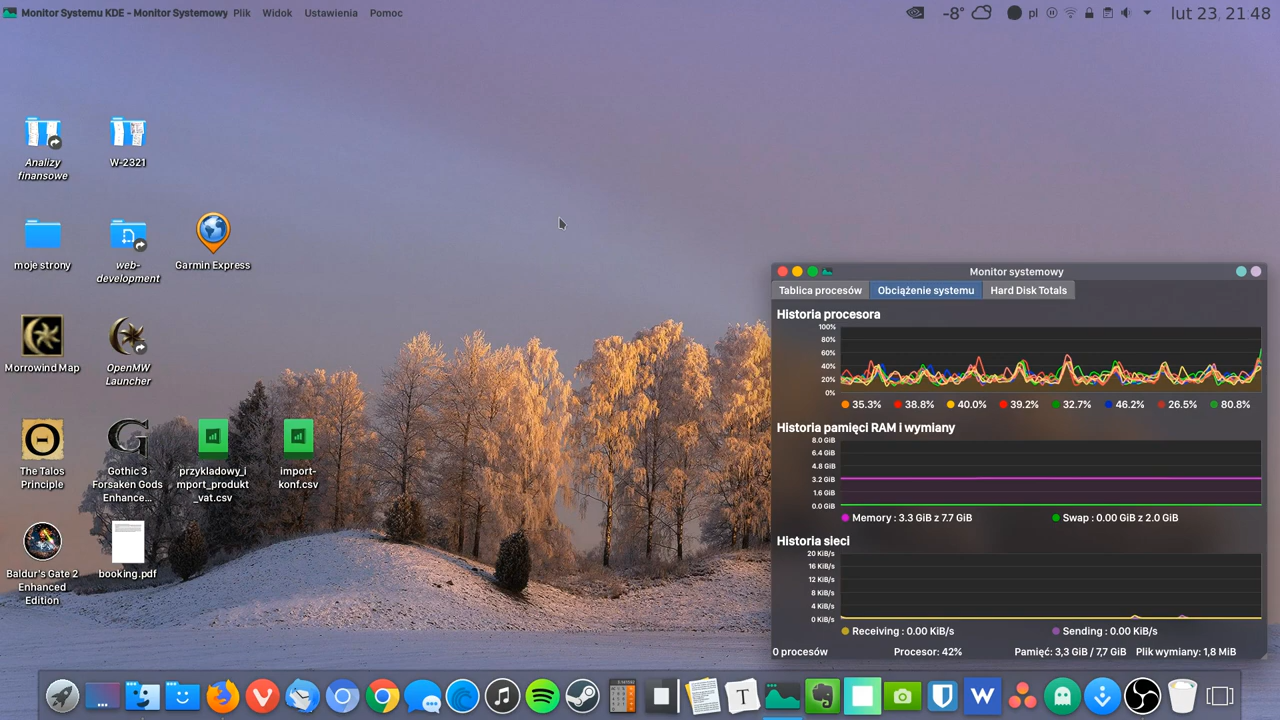 Monitor Systemu KDE - Monitor Systemowy Plik Widok Ustawienia Pomoc
-8° pl lut 23, 21 48
Analizy
finansowe
W-2321
moje strony
web-
development
Garmin Express
Morrowind Map
OpenMW
Launcher
The Talos
Principle
Gothic 3 -
Forsaken Gods
Enhance...
przykladowy_i
mport_produkt
_vat.csv
import-
konf.csv
Baldur's Gate 2
Enhanced
Edition
booking.pdf
Monitor systemowy
Tablica procesów Obciążenie systemu Hard Disk Totals
Historia procesora
100%
80%
60%
40%
20%
0%
35.3% 38.8% 40.0% 39.2% 32.7% 46.2% 26.5% 80.8%
Historia pamięci RAM i wymiany
8.0 GiB
6.4 GiB
4.8 GiB
3.2 GiB
1.6 GiB
0.0 GiB
Memory : 3.3 GiB z 7.7 GiB Swap : 0.00 GiB z 2.0 GiB
Historia sieci
20 KiB/s
16 KiB/s
12 KiB/s
8 KiB/s
4 KiB/s
0 KiB/s
Receiving : 0.00 KiB/s Sending : 0.00 KiB/s
0 procesów Procesor: 42% Pamięć: 3,3 GiB / 7,7 GiB Plik wymiany: 1,8 MiB
T
W